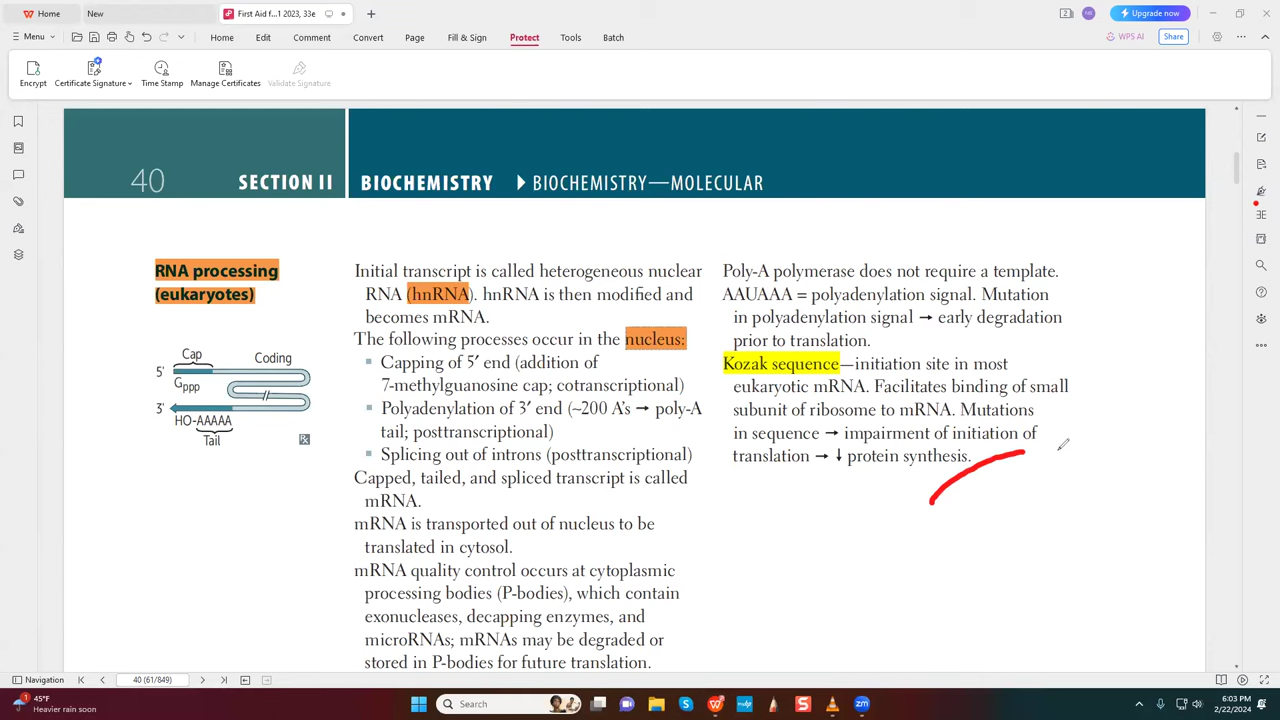 Home
New
First Aid f...1 2023, 33e
2
Upgrade now
Menu
Home
Edit
Comment
Convert
Page
Fill & Sign
Protect
Tools
Batch
WPS AI
Share
Encrypt
Certificate Signature
Time Stamp
Manage Certificates
Validate Signature
40
SECTION II
BIOCHEMISTRY
BIOCHEMISTRY—MOLECULAR
RNA processing
(eukaryotes)
Cap
Coding
5′
Gppp
3′
HO-AAAAA
Tail
Initial transcript is called heterogeneous nuclear
RNA (hnRNA). hnRNA is then modified and
becomes mRNA.
The following processes occur in the nucleus:
▪ Capping of 5′ end (addition of
7-methylguanosine cap; cotranscriptional)
▪ Polyadenylation of 3′ end (~200 A's → poly-A
tail; posttranscriptional)
▪ Splicing out of introns (posttranscriptional)
Capped, tailed, and spliced transcript is called
mRNA.
mRNA is transported out of nucleus to be
translated in cytosol.
mRNA quality control occurs at cytoplasmic
processing bodies (P-bodies), which contain
exonucleases, decapping enzymes, and
microRNAs; mRNAs may be degraded or
stored in P-bodies for future translation.
Poly-A polymerase does not require a template.
AAUAAA = polyadenylation signal. Mutation
in polyadenylation signal → early degradation
prior to translation.
Kozak sequence—initiation site in most
eukaryotic mRNA. Facilitates binding of small
subunit of ribosome to mRNA. Mutations
in sequence → impairment of initiation of
translation → ↓ protein synthesis.
Navigation
40 (61/849)
45°F
Heavier rain soon
Search
6:03 PM
2/22/2024